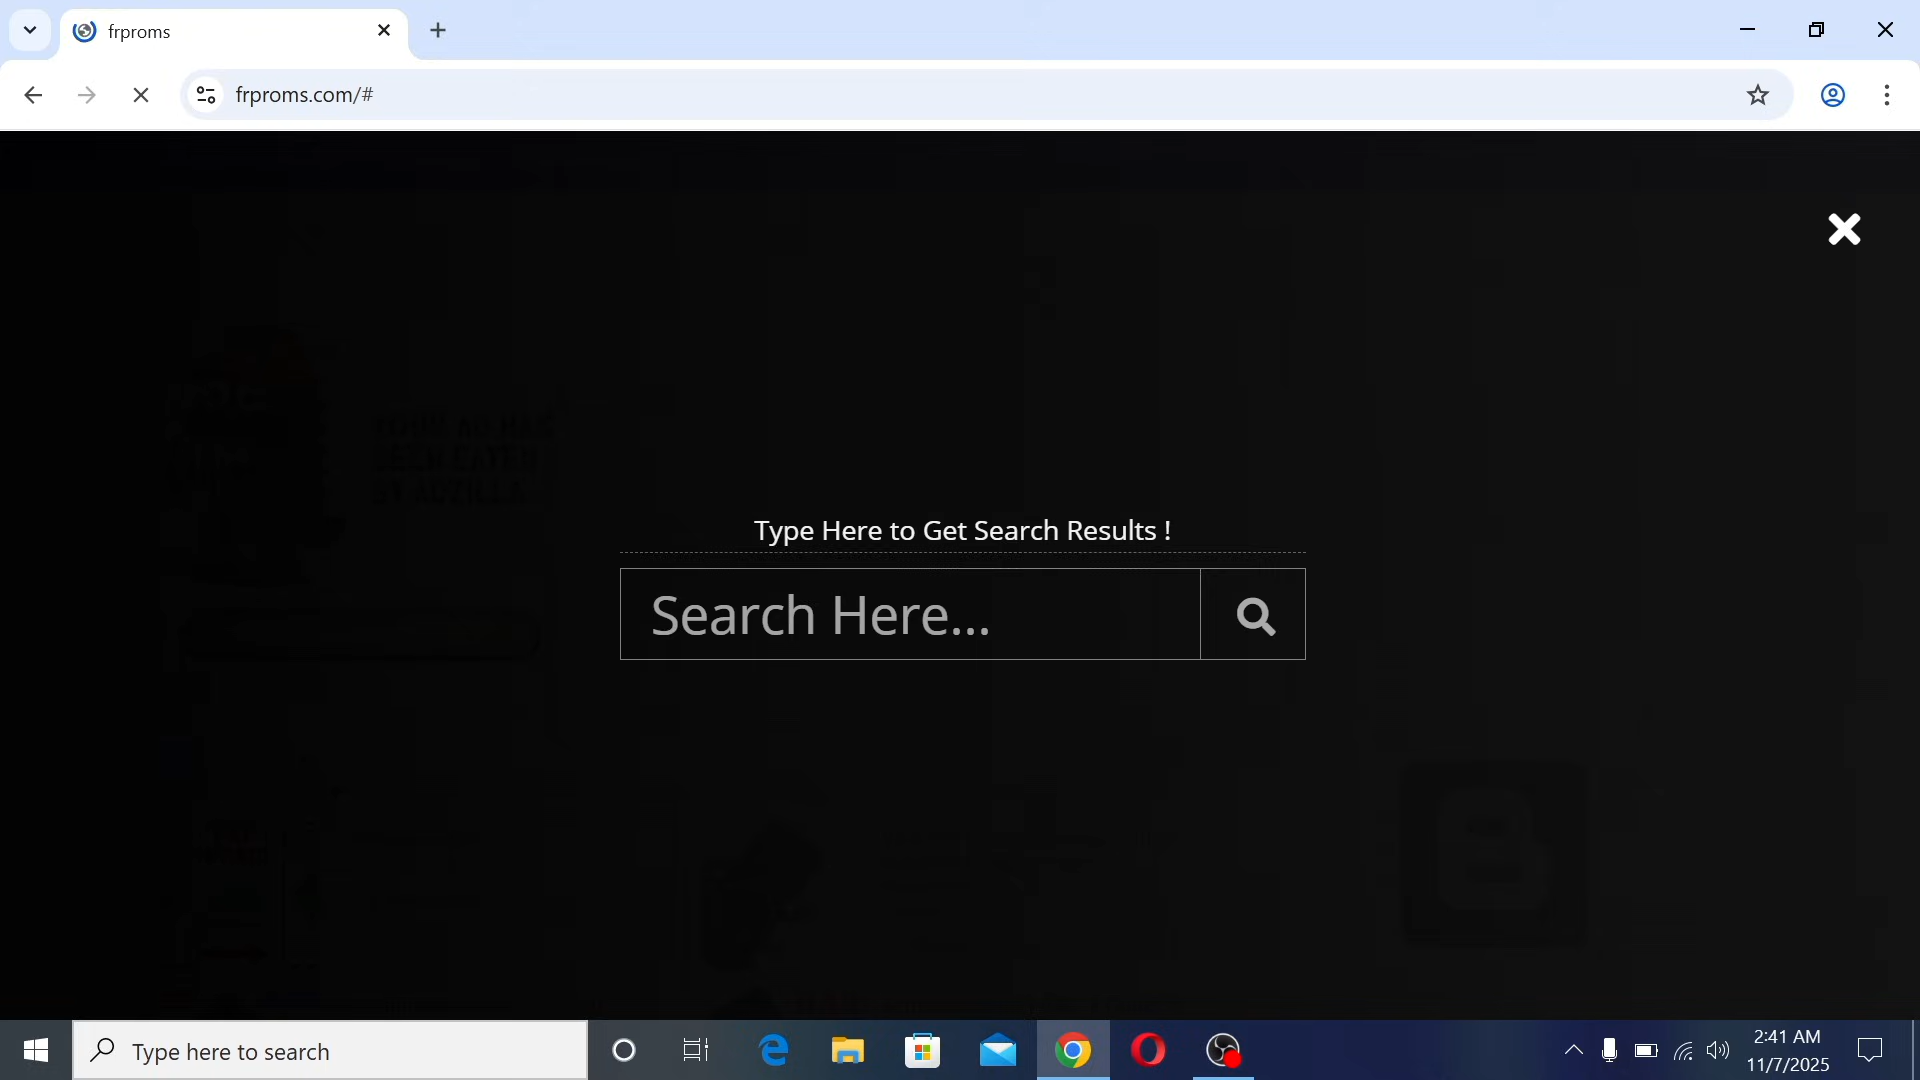 frproms
frproms.com/#
Type Here to Get Search Results !
Search Here...
Type here to search
2:41 AM
11/7/2025